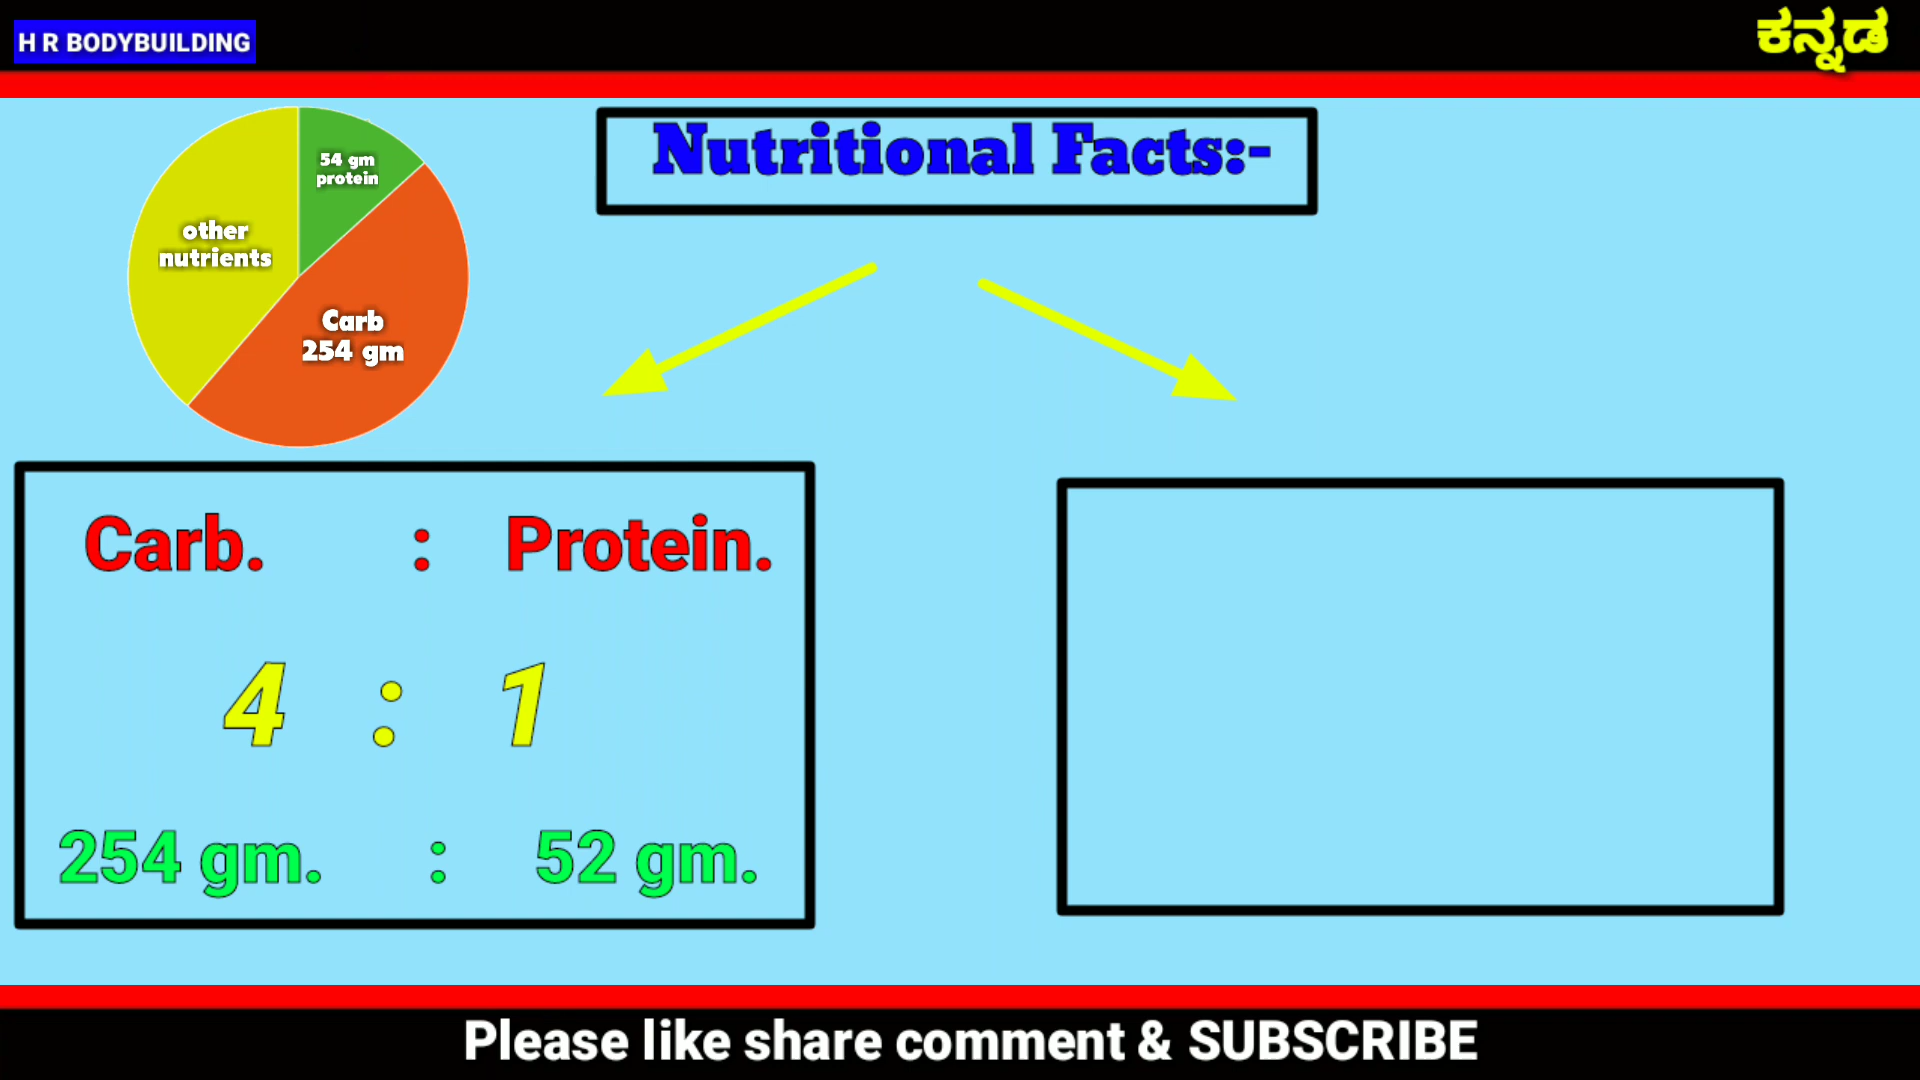 H R BODYBUILDING
ಕನ್ನಡ
Nutritional Facts:-
54 gm
protein
other
nutrients
Carb
254 gm
Carb. : Protein.
4 : 1
254 gm. : 52 gm.
Please like share comment & SUBSCRIBE